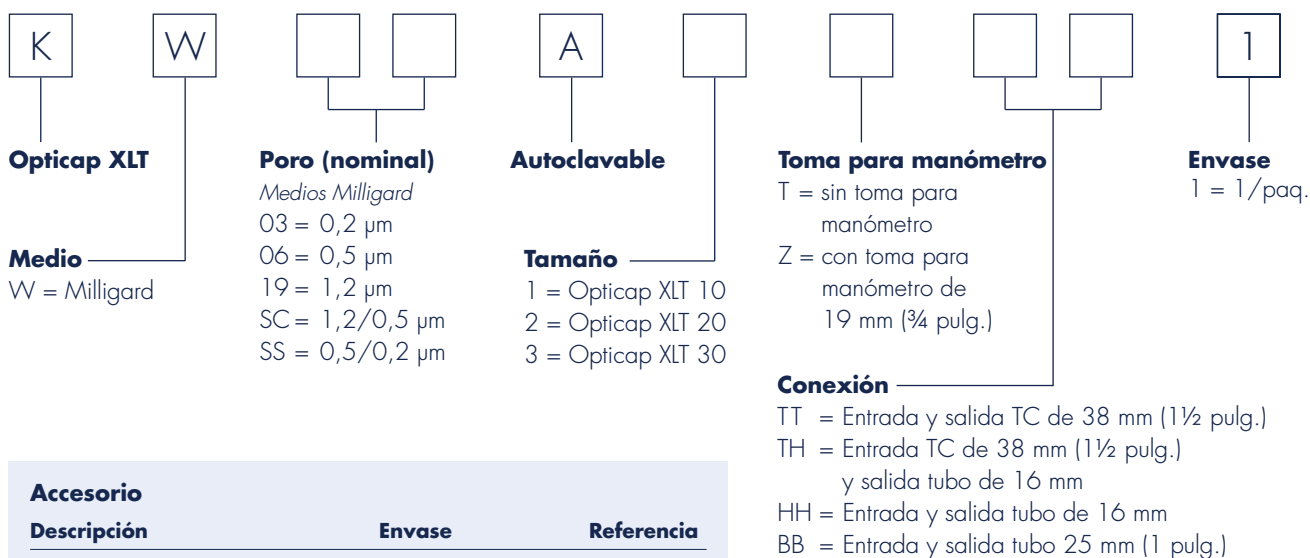 K W A 1
Opticap XLT
Medio
W = Milligard
Poro (nominal)
Medios Milligard
03 = 0,2 µm
06 = 0,5 µm
19 = 1,2 µm
SC = 1,2/0,5 µm
SS = 0,5/0,2 µm
Autoclavable
Tamaño
1 = Opticap XLT 10
2 = Opticap XLT 20
3 = Opticap XLT 30
Toma para manómetro
T = sin toma para
manómetro
Z = con toma para
manómetro de
19 mm (¾ pulg.)
Conexión
TT = Entrada y salida TC de 38 mm (1½ pulg.)
TH = Entrada TC de 38 mm (1½ pulg.)
y salida tubo de 16 mm
HH = Entrada y salida tubo de 16 mm
BB = Entrada y salida tubo 25 mm (1 pulg.)
Envase
1 = 1/paq.
Accesorio
Descripción Envase Referencia